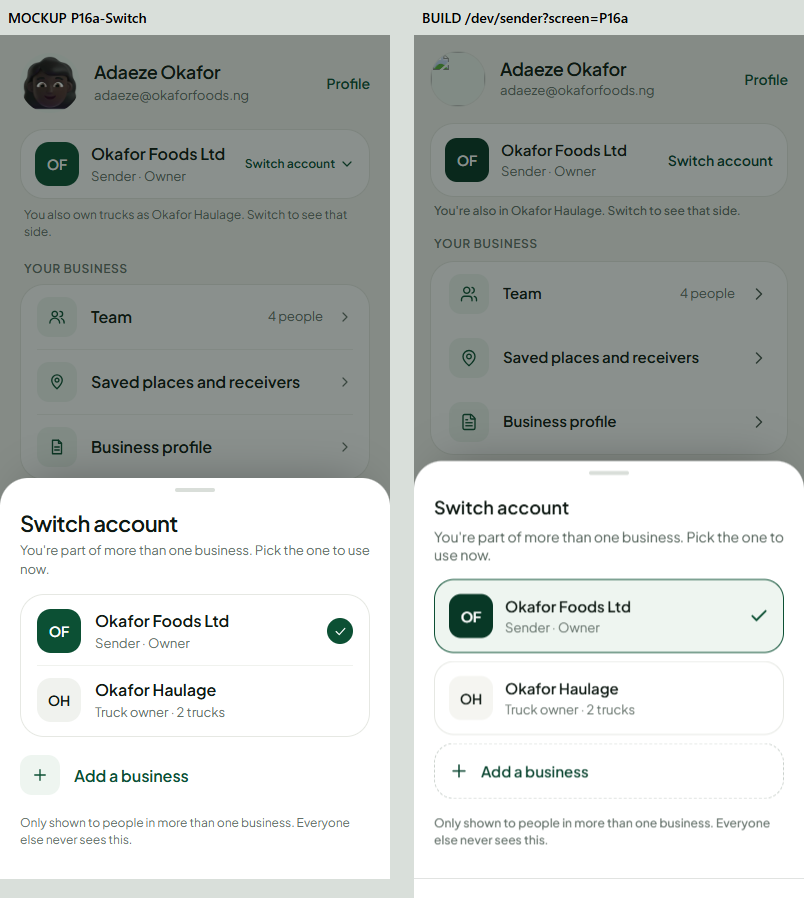 MOCKUP P16a-Switch
Adaeze Okafor
adaeze@okaforfoods.ng
Profile
OF
Okafor Foods Ltd
Sender · Owner
Switch account
You also own trucks as Okafor Haulage. Switch to see that
side.
YOUR BUSINESS
Team
4 people
Saved places and receivers
Business profile
Switch account
You're part of more than one business. Pick the one to use
now.
OF
Okafor Foods Ltd
Sender · Owner
OH
Okafor Haulage
Truck owner · 2 trucks
Add a business
Only shown to people in more than one business. Everyone
else never sees this.
BUILD /dev/sender?screen=P16a
Adaeze Okafor
adaeze@okaforfoods.ng
Profile
OF
Okafor Foods Ltd
Sender · Owner
Switch account
You're also in Okafor Haulage. Switch to see that side.
YOUR BUSINESS
Team
4 people
Saved places and receivers
Business profile
Switch account
You're part of more than one business. Pick the one to
use now.
OF
Okafor Foods Ltd
Sender · Owner
OH
Okafor Haulage
Truck owner · 2 trucks
Add a business
Only shown to people in more than one business. Everyone
else never sees this.